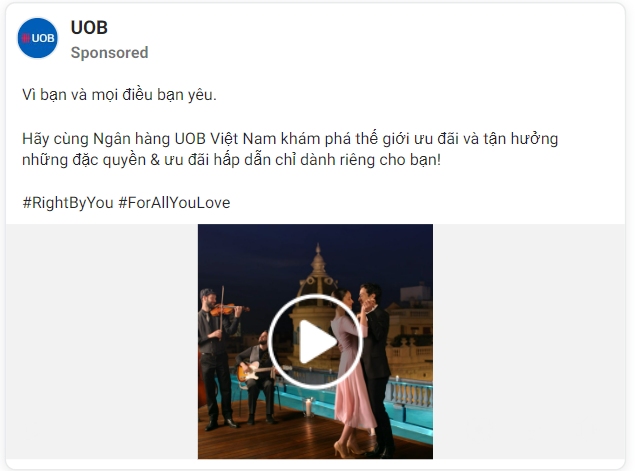 UOB
UOB
Sponsored
Vì bạn và mọi điều bạn yêu.
Hãy cùng Ngân hàng UOB Việt Nam khám phá thế giới ưu đãi và tận hưởng
những đặc quyền & ưu đãi hấp dẫn chỉ dành riêng cho bạn!
#RightByYou #ForAllYouLove